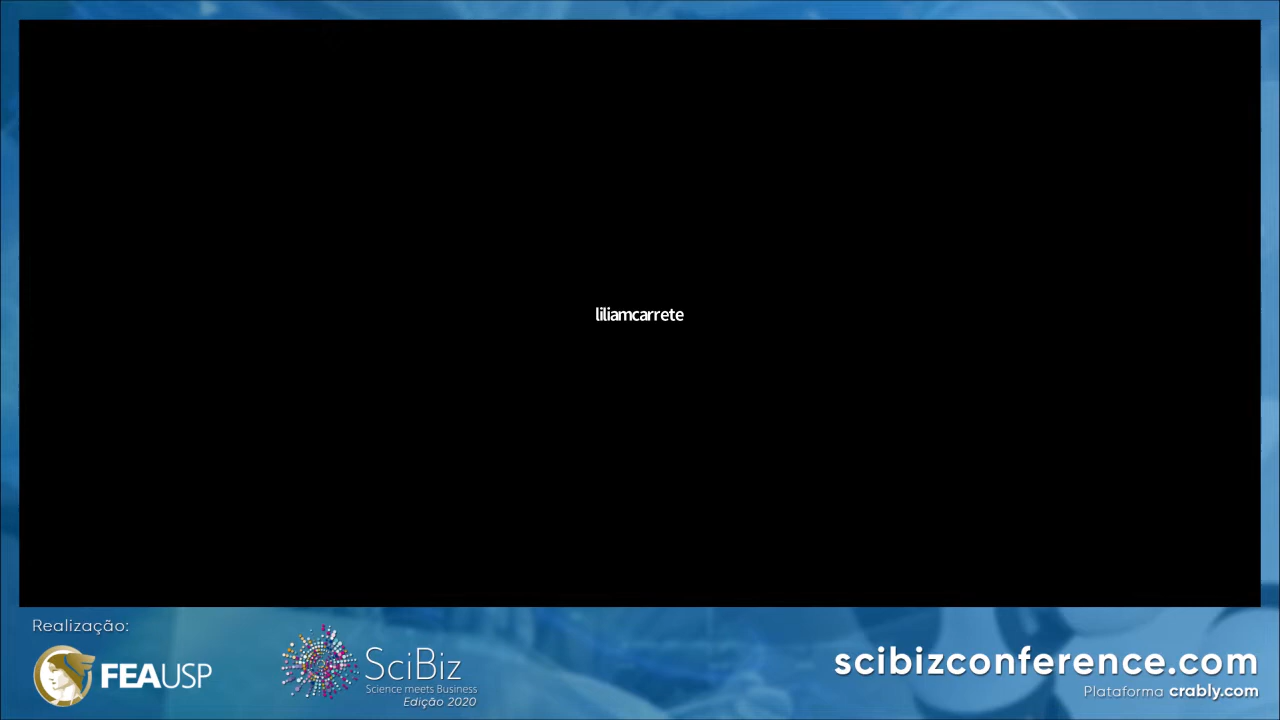 liliamcarrete
Realização:
FEAUSP
SciBiz
Science meets Business
Edição 2020
scibizconference.com
Plataforma crably.com